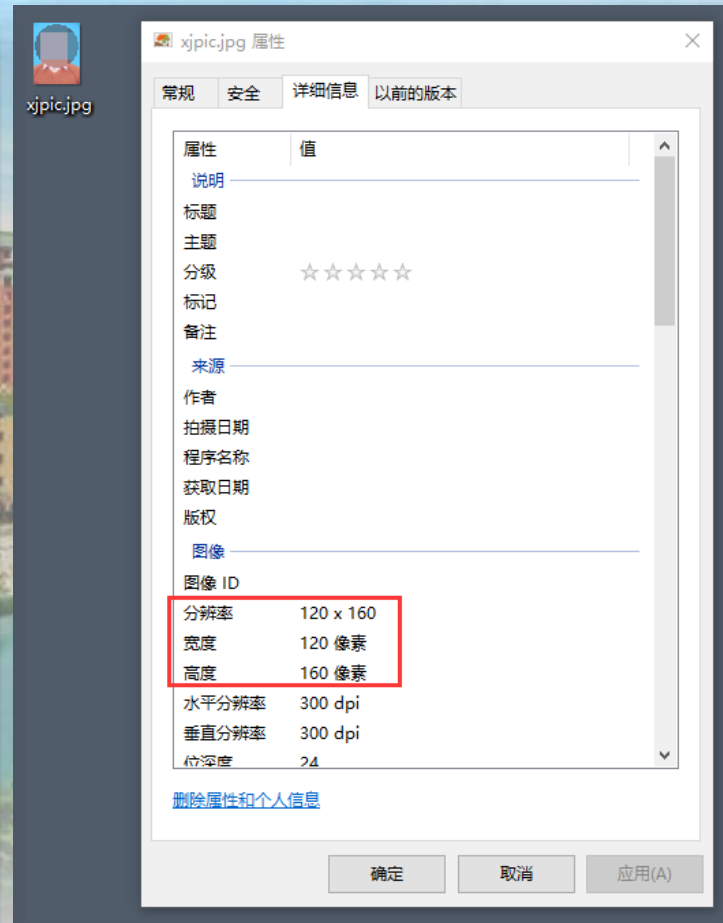 xjpic.jpg
xjpic.jpg 属性
常规 安全 详细信息 以前的版本
属性 值
说明
标题
主题
分级
标记
备注
来源
作者
拍摄日期
程序名称
获取日期
版权
图像
图像 ID
分辨率 120 x 160
宽度 120 像素
高度 160 像素
水平分辨率 300 dpi
垂直分辨率 300 dpi
位深度 24
删除属性和个人信息
确定 取消 应用(A)